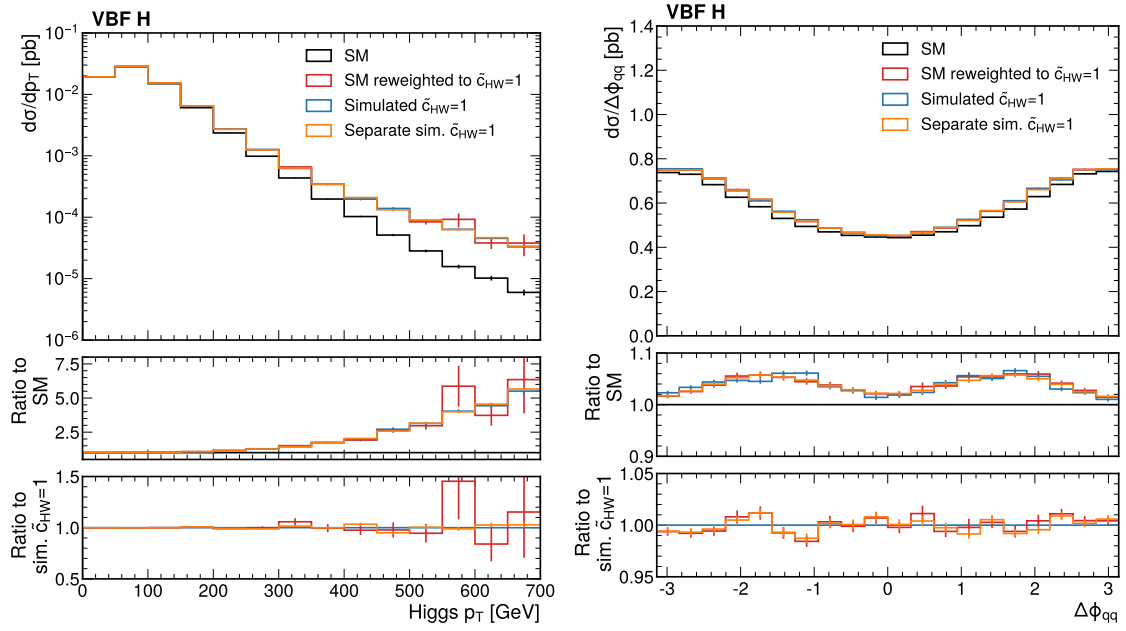 VBF H
dσ/dp_T [pb]
10⁻¹
10⁻²
10⁻³
10⁻⁴
10⁻⁵
10⁻⁶
SM
SM reweighted to c̃_HW=1
Simulated c̃_HW=1
Separate sim. c̃_HW=1
Ratio to
SM
7.5
5.0
2.5
Ratio to
sim. c̃_HW=1
1.5
1.0
0.5
0 100 200 300 400 500 600 700
Higgs p_T [GeV]
VBF H
dσ/Δϕ_qq [pb]
1.4
1.2
1.0
0.8
0.6
0.4
0.2
0.0
SM
SM reweighted to c̃_HW=1
Simulated c̃_HW=1
Separate sim. c̃_HW=1
Ratio to
SM
1.1
1.0
0.9
Ratio to
sim. c̃_HW=1
1.05
1.00
0.95
-3 -2 -1 0 1 2 3
Δϕ_qq